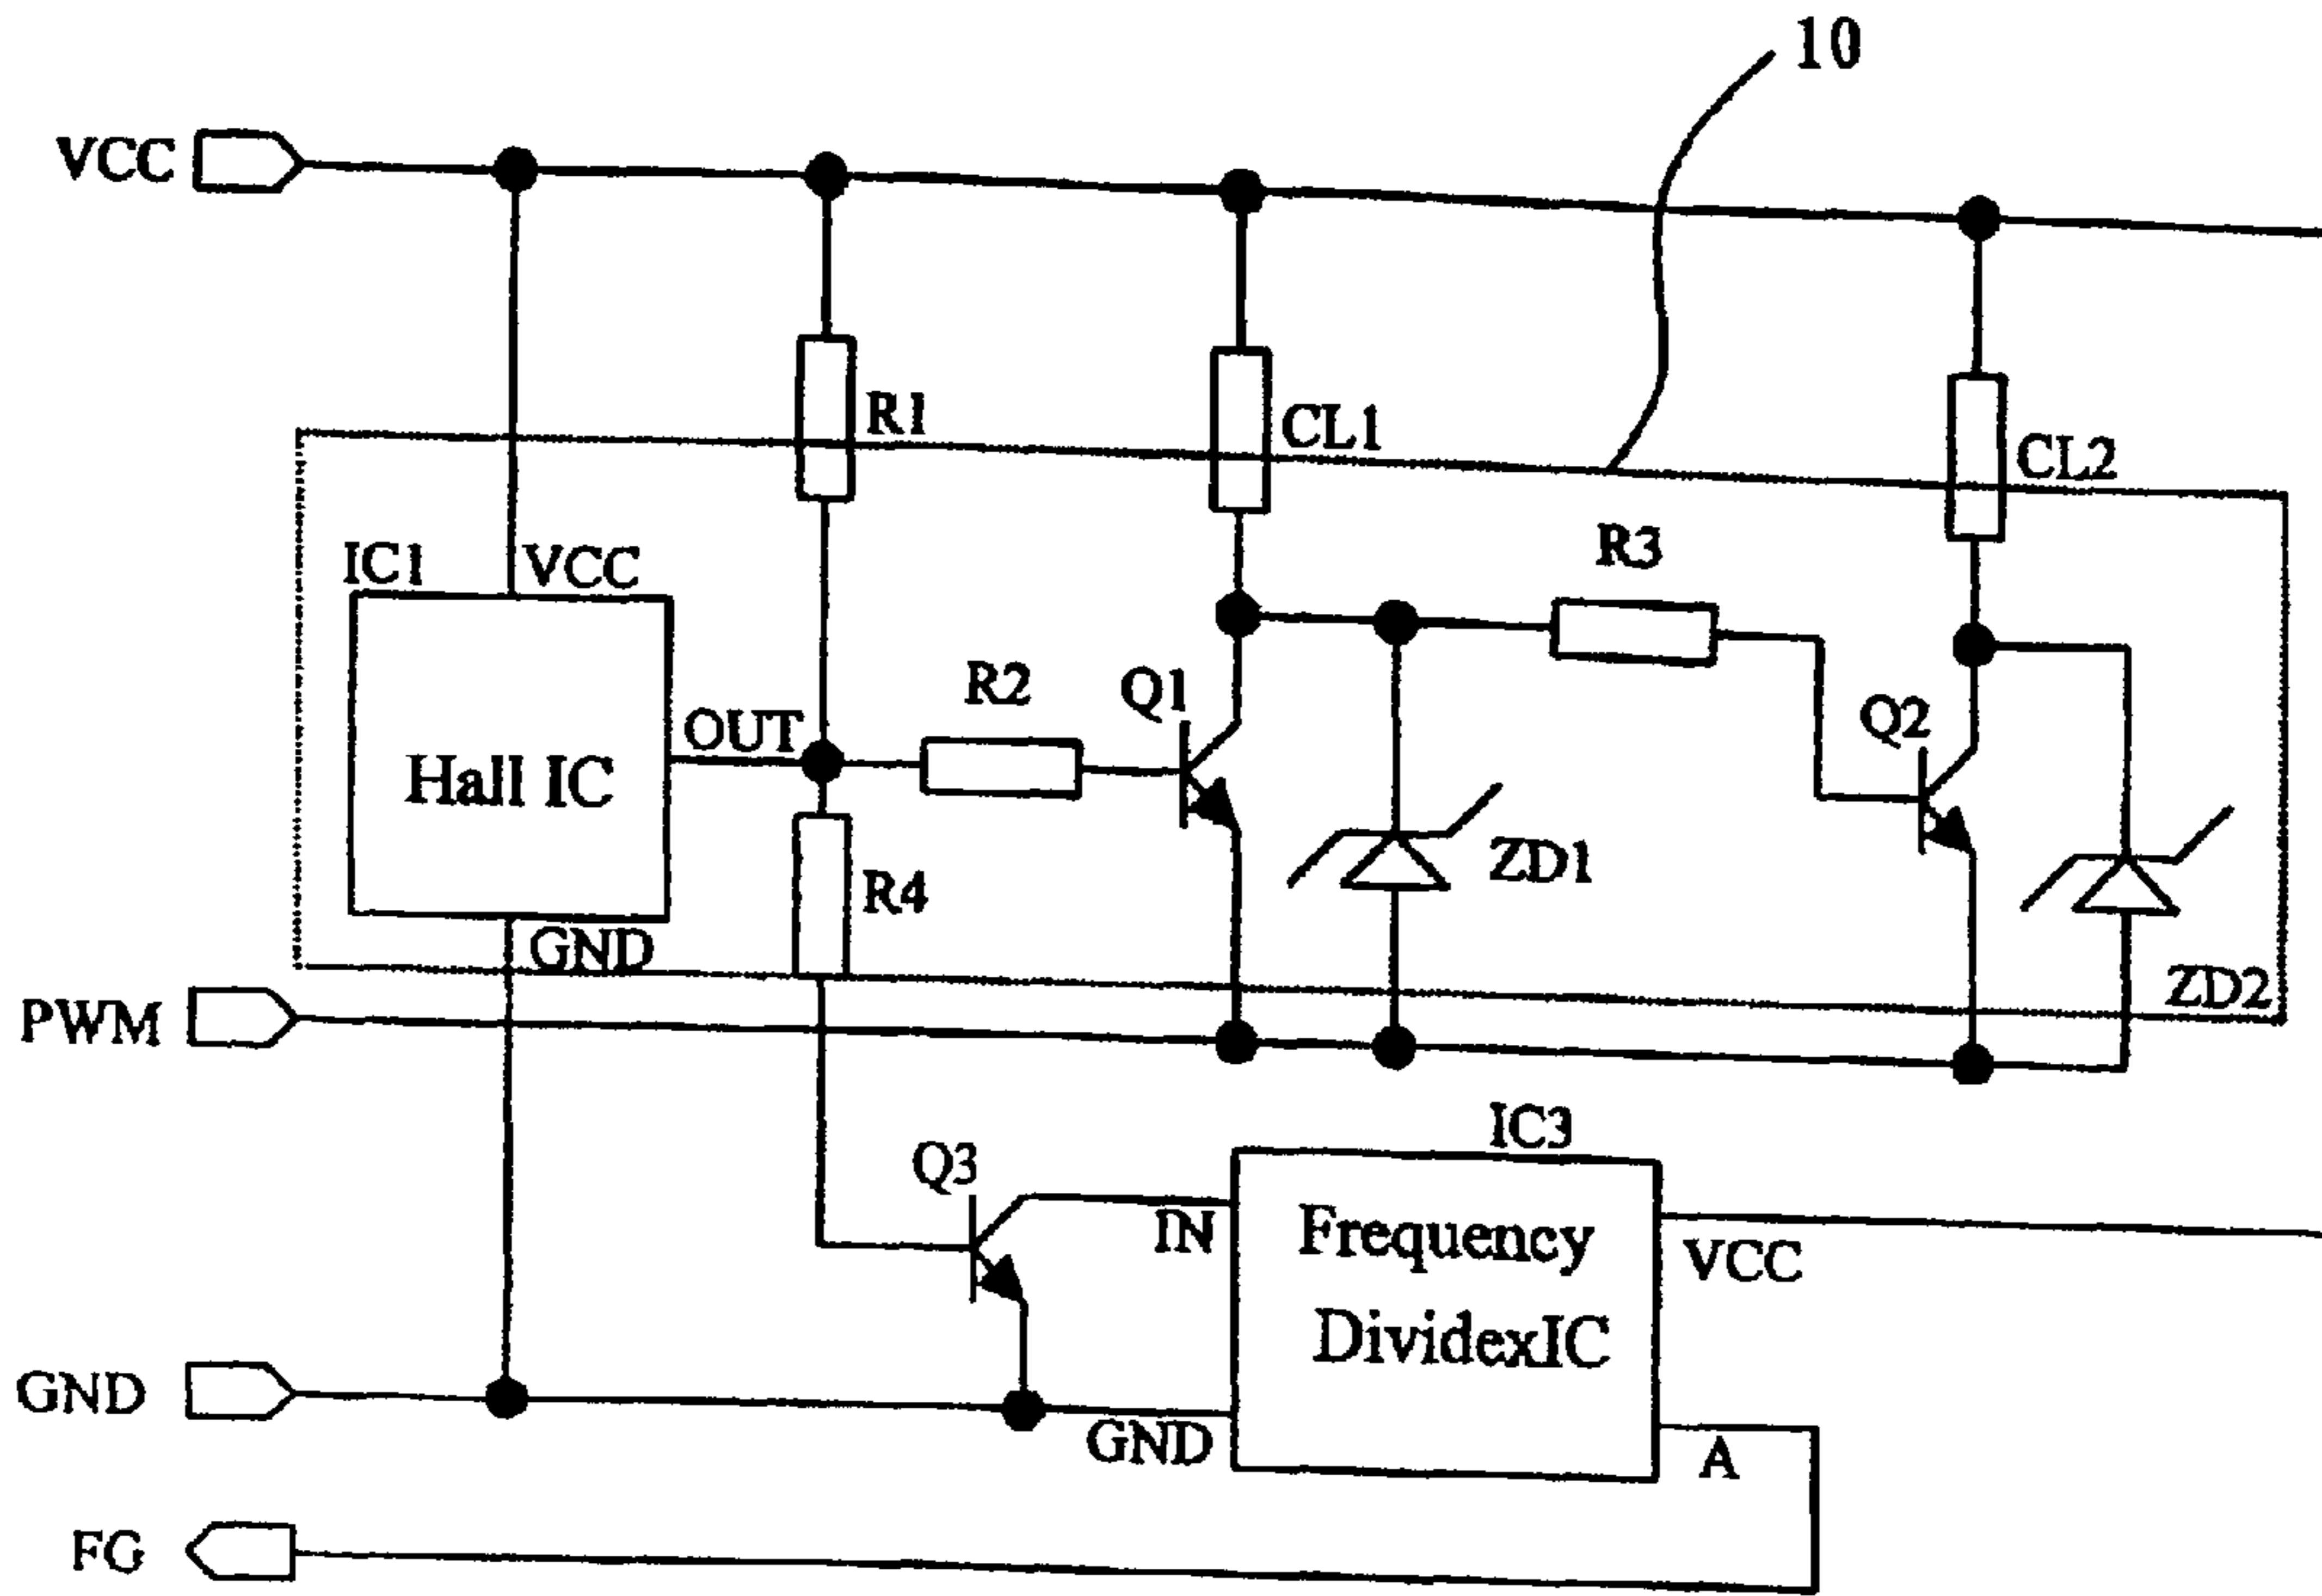 10
VCC
R1
CL1
CL2
IC1
VCC
R3
R2
Q1
Q2
OUT
Hall IC
ZD1
R4
GND
ZD2
PWM
IC3
Q3
IN
Frequency
DividexIC
VCC
GND
GND
A
FG